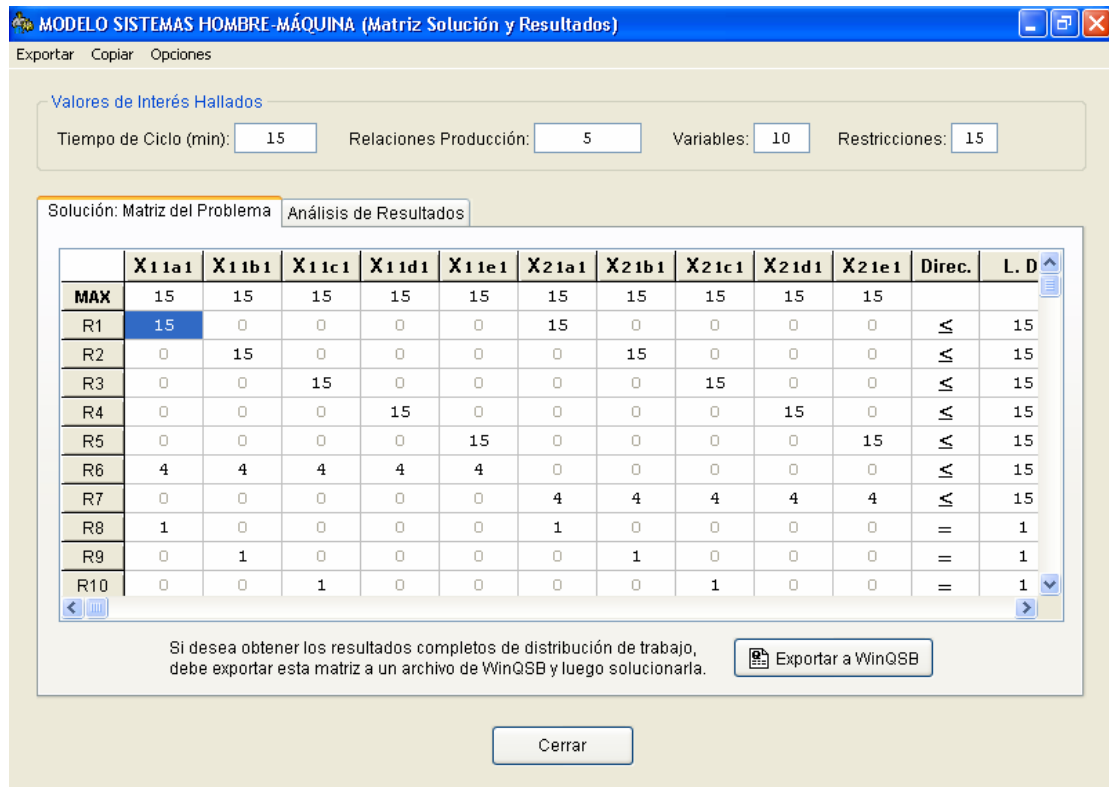 MODELO SISTEMAS HOMBRE-MÁQUINA (Matriz Solución y Resultados)
Exportar Copiar Opciones
Valores de Interés Hallados
Tiempo de Ciclo (min): 15 Relaciones Producción: 5 Variables: 10 Restricciones: 15
Solución: Matriz del Problema Análisis de Resultados
X11a1 X11b1 X11c1 X11d1 X11e1 X21a1 X21b1 X21c1 X21d1 X21e1 Direc. L. D
MAX 15 15 15 15 15 15 15 15 15 15
R1 15 0 0 0 0 15 0 0 0 0 ≤ 15
R2 0 15 0 0 0 0 15 0 0 0 ≤ 15
R3 0 0 15 0 0 0 0 15 0 0 ≤ 15
R4 0 0 0 15 0 0 0 0 15 0 ≤ 15
R5 0 0 0 0 15 0 0 0 0 15 ≤ 15
R6 4 4 4 4 4 0 0 0 0 0 ≤ 15
R7 0 0 0 0 0 4 4 4 4 4 ≤ 15
R8 1 0 0 0 0 1 0 0 0 0 = 1
R9 0 1 0 0 0 0 1 0 0 0 = 1
R10 0 0 1 0 0 0 0 1 0 0 = 1
Si desea obtener los resultados completos de distribución de trabajo,
debe exportar esta matriz a un archivo de WinQSB y luego solucionarla.
Exportar a WinQSB
Cerrar